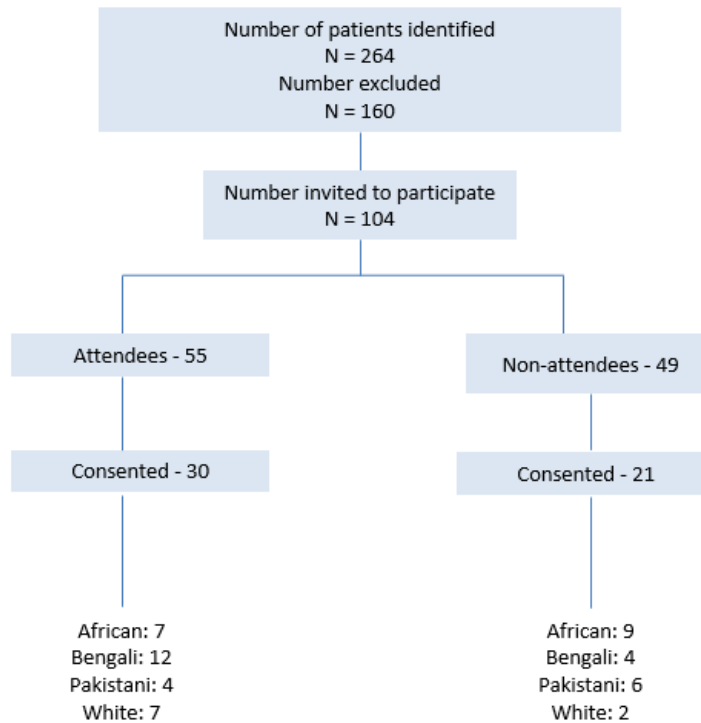 Number of patients identified
N = 264
Number excluded
N = 160
Number invited to participate
N = 104
Attendees - 55
Non-attendees - 49
Consented - 30
Consented - 21
African: 7
Bengali: 12
Pakistani: 4
White: 7
African: 9
Bengali: 4
Pakistani: 6
White: 2